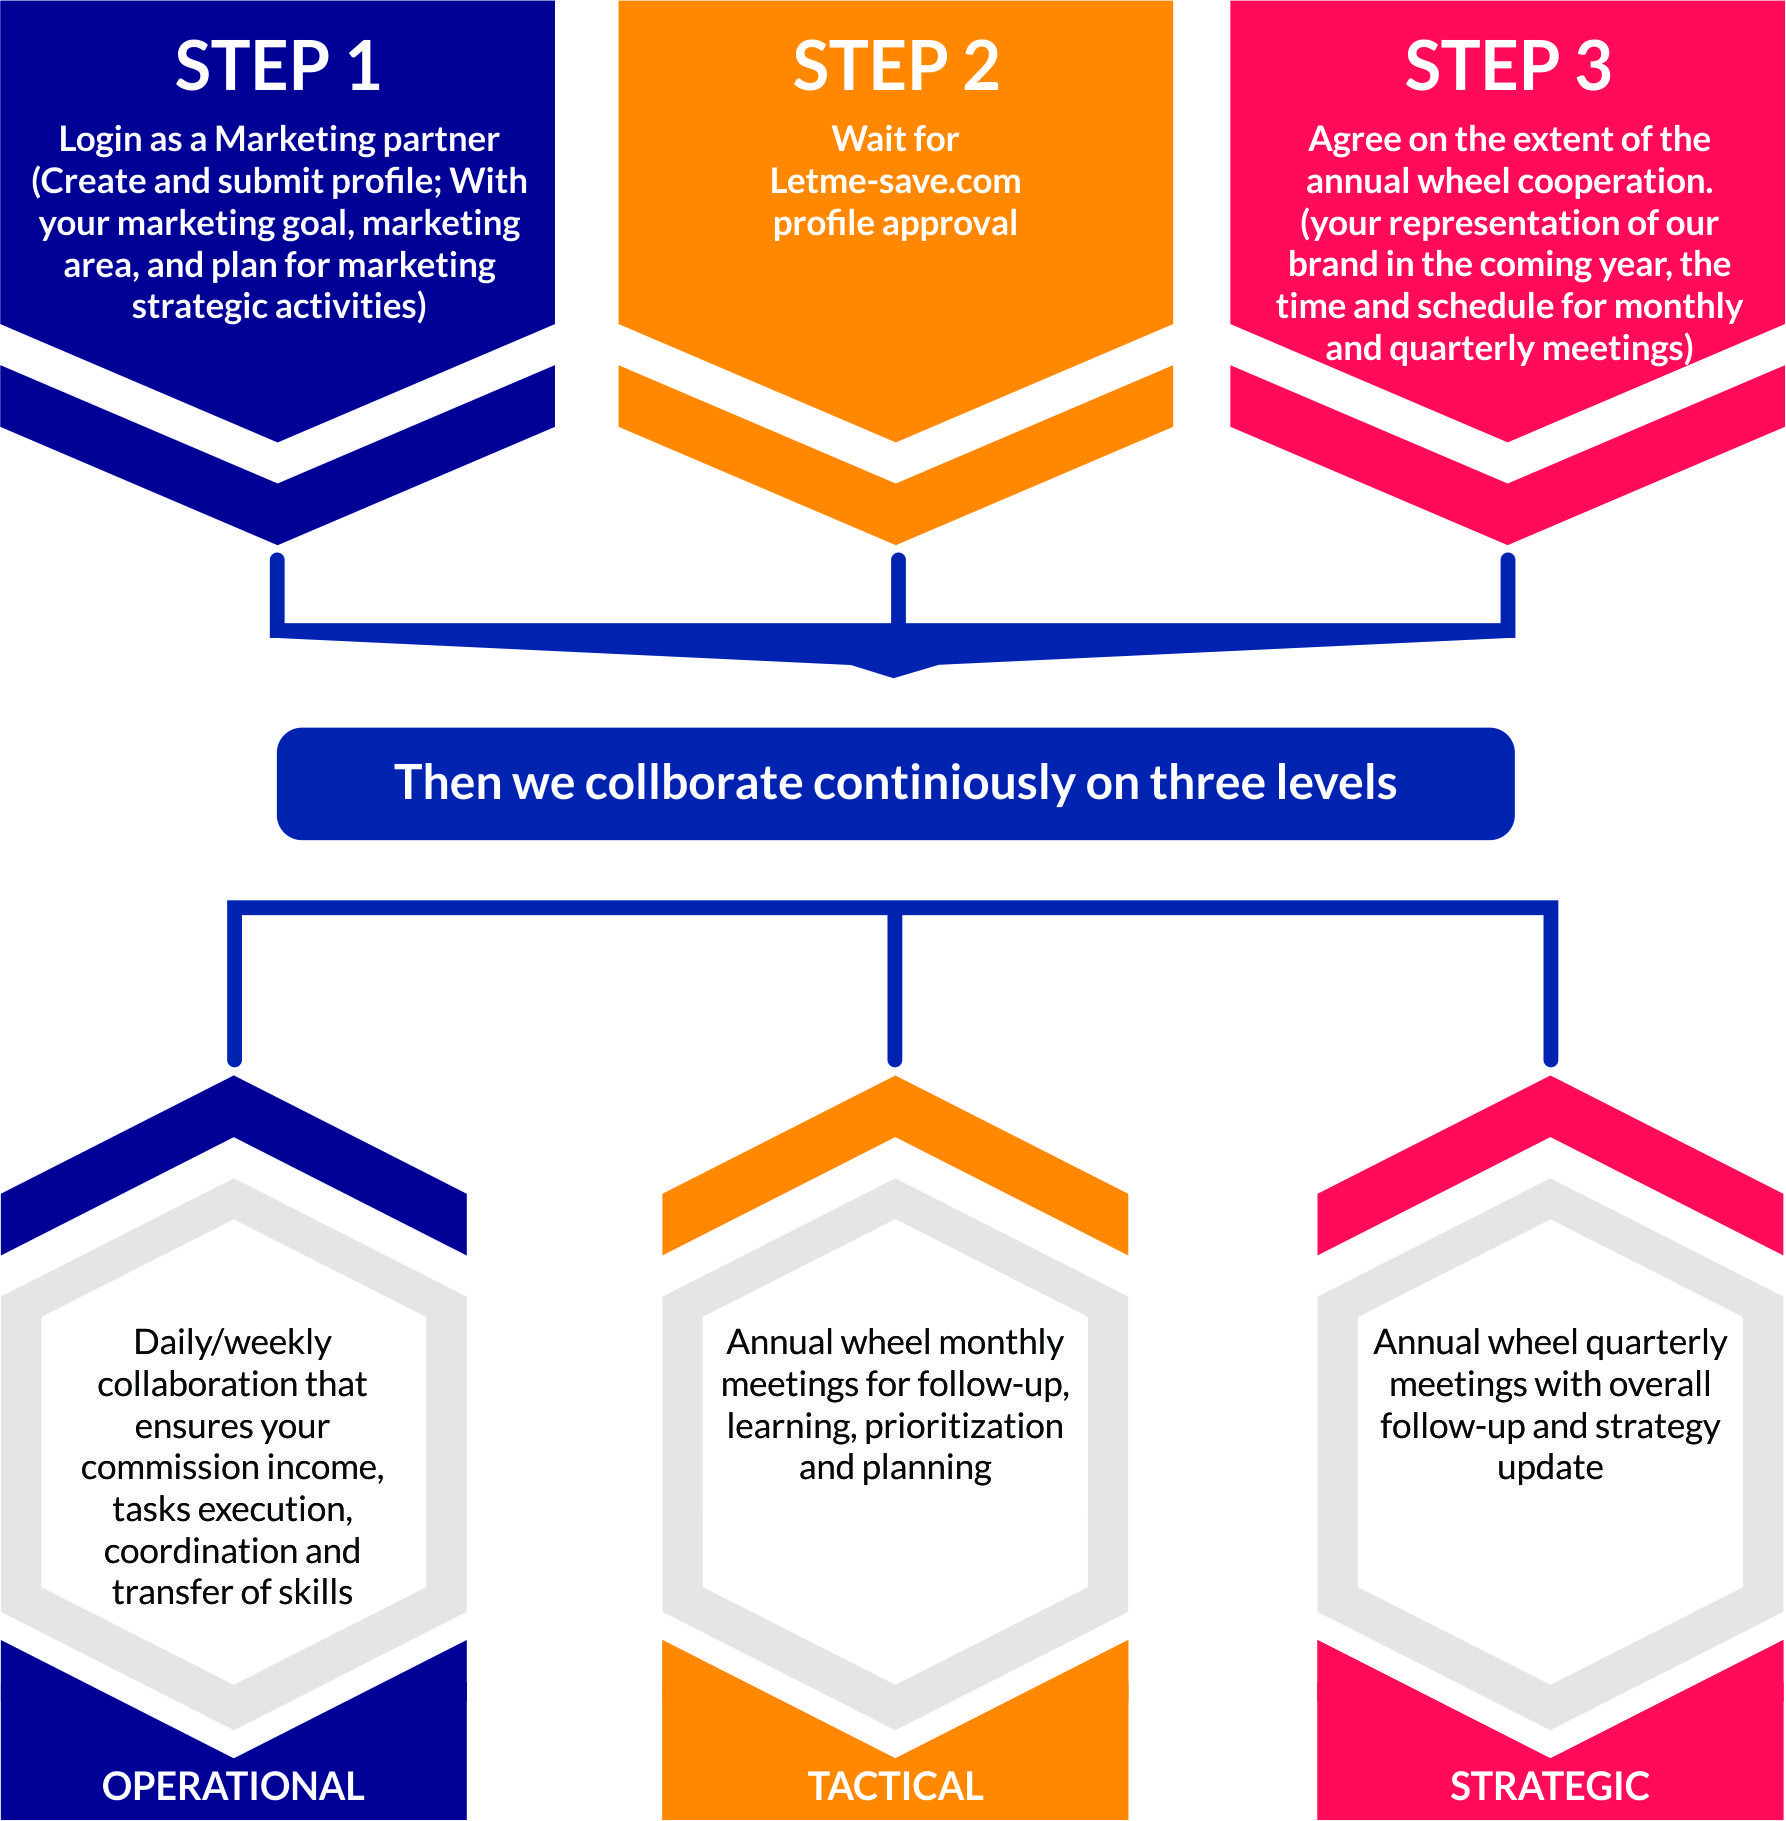 STEP 1
Login as a Marketing partner
(Create and submit profile; With
your marketing goal, marketing
area, and plan for marketing
strategic activities)
STEP 2
Wait for
Letme-save.com
profile approval
STEP 3
Agree on the extent of the
annual wheel cooperation.
(your representation of our
brand in the coming year, the
time and schedule for monthly
and quarterly meetings)
Then we collborate continiously on three levels
Daily/weekly
collaboration that
ensures your
commission income,
tasks execution,
coordination and
transfer of skills
OPERATIONAL
Annual wheel monthly
meetings for follow-up,
learning, prioritization
and planning
TACTICAL
Annual wheel quarterly
meetings with overall
follow-up and strategy
update
STRATEGIC